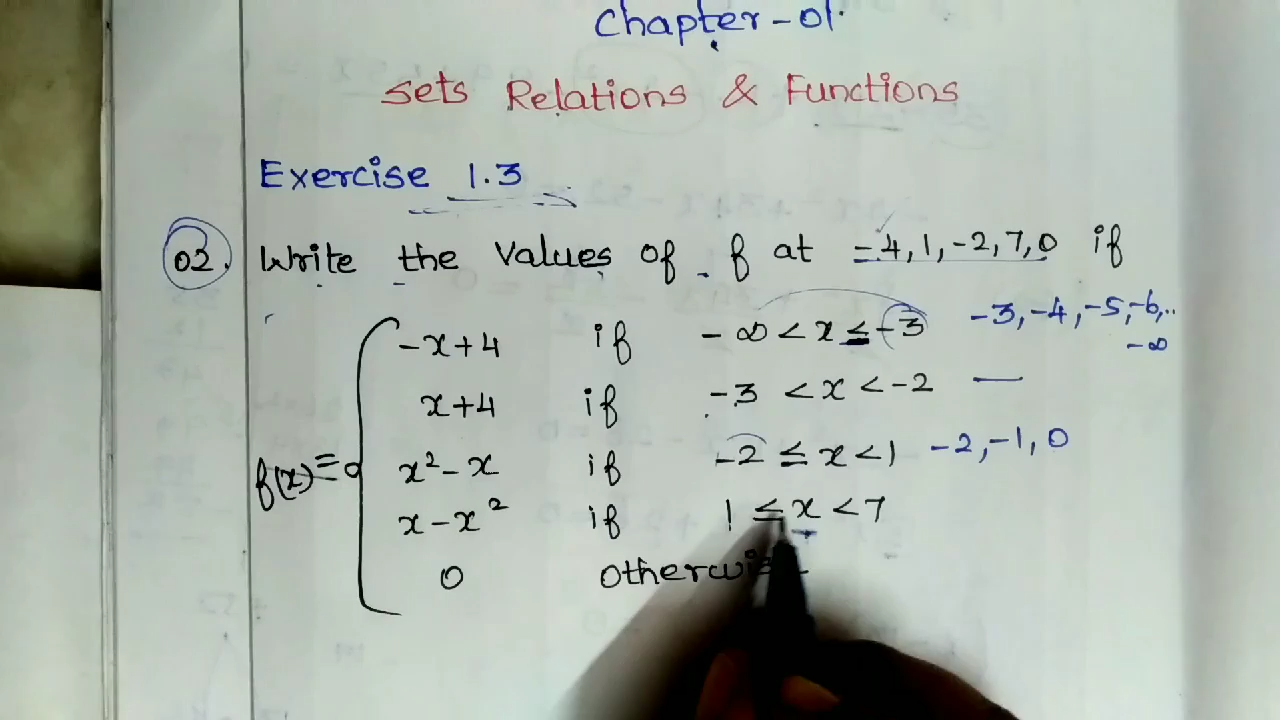 Chapter-01.
Sets Relations & Functions
Exercise 1.3
02. Write the Values of f at -4, 1, -2, 7, 0 if
-x+4 if -∞ < x ≤ -3 -3, -4, -5, -6, ..
-∞
x+4 if -3 < x < -2 —
f(x) = x² - x if -2 ≤ x < 1 -2, -1, 0
x - x² if 1 ≤ x < 7
0